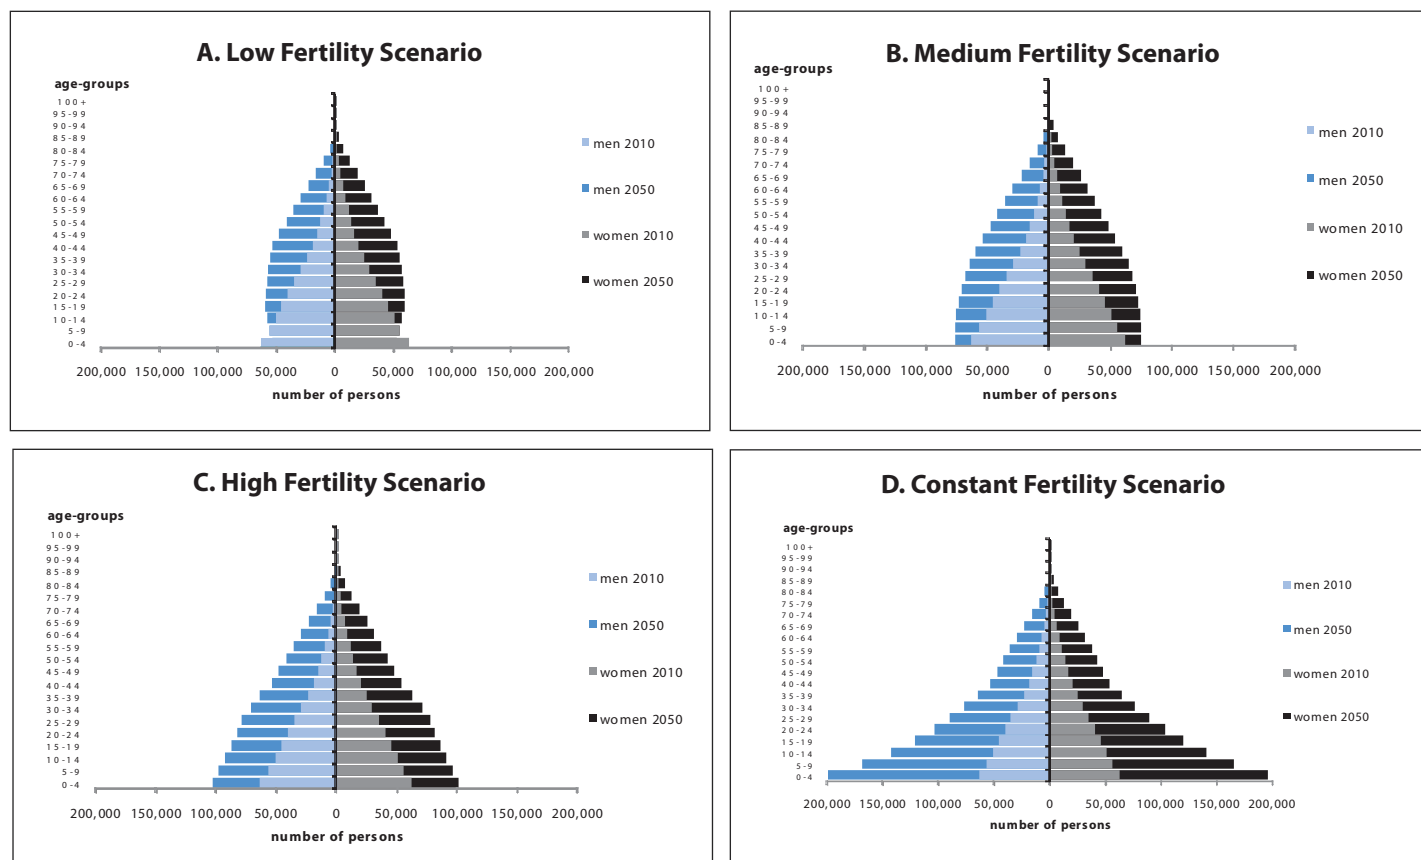 A. Low Fertility Scenario
age-groups
100+
95-99
90-94
85-89
80-84
75-79
70-74
65-69
60-64
55-59
50-54
45-49
40-44
35-39
30-34
25-29
20-24
15-19
10-14
5-9
0-4
200,000 150,000 100,000 50,000 0 50,000 100,000 150,000 200,000
number of persons
men 2010
men 2050
women 2010
women 2050
B. Medium Fertility Scenario
age-groups
100+
95-99
90-94
85-89
80-84
75-79
70-74
65-69
60-64
55-59
50-54
45-49
40-44
35-39
30-34
25-29
20-24
15-19
10-14
5-9
0-4
200,000 150,000 100,000 50,000 0 50,000 100,000 150,000 200,000
number of persons
men 2010
men 2050
women 2010
women 2050
C. High Fertility Scenario
age-groups
100+
95-99
90-94
85-89
80-84
75-79
70-74
65-69
60-64
55-59
50-54
45-49
40-44
35-39
30-34
25-29
20-24
15-19
10-14
5-9
0-4
200,000 150,000 100,000 50,000 0 50,000 100,000 150,000 200,000
number of persons
men 2010
men 2050
women 2010
women 2050
D. Constant Fertility Scenario
age-groups
100+
95-99
90-94
85-89
80-84
75-79
70-74
65-69
60-64
55-59
50-54
45-49
40-44
35-39
30-34
25-29
20-24
15-19
10-14
5-9
0-4
200,000 150,000 100,000 50,000 0 50,000 100,000 150,000 200,000
number of persons
men 2010
men 2050
women 2010
women 2050